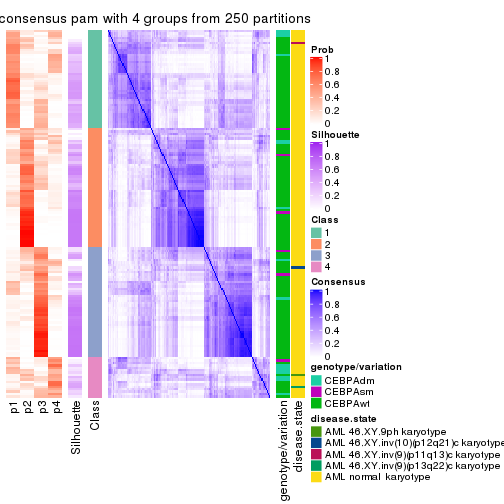 consensus pam with 4 groups from 250 partitions
Prob
1
0.8
0.6
0.4
0.2
0
Silhouette
1
0.8
0.6
0.4
0.2
0
Class
1
2
3
4
Consensus
1
0.8
0.6
0.4
0.2
0
genotype/variation
CEBPAdm
CEBPAsm
CEBPAwt
disease.state
AML 46.XY.9ph karyotype
AML 46.XY.inv(10)(p12q21)c karyotype
AML 46.XY.inv(9)(p11q13)c karyotype
AML 46.XY.inv(9)(p13q22)c karyotype
AML normal karyotype
p1
p2
p3
p4
Silhouette
Class
genotype/variation
disease.state